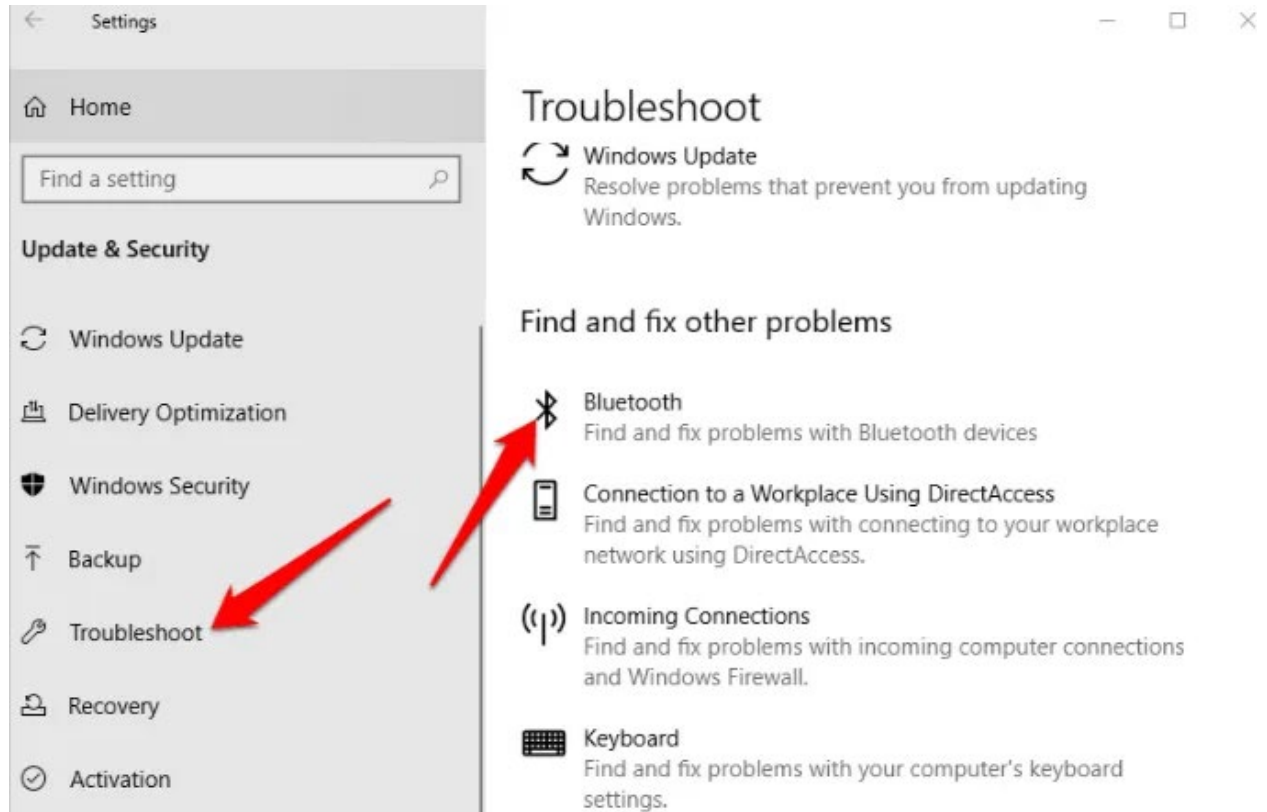 Settings
Home
Find a setting
Update & Security
Windows Update
Delivery Optimization
Windows Security
Backup
Troubleshoot
Recovery
Activation
Troubleshoot
Windows Update
Resolve problems that prevent you from updating
Windows.
Find and fix other problems
Bluetooth
Find and fix problems with Bluetooth devices
Connection to a Workplace Using DirectAccess
Find and fix problems with connecting to your workplace
network using DirectAccess.
Incoming Connections
Find and fix problems with incoming computer connections
and Windows Firewall.
Keyboard
Find and fix problems with your computer's keyboard
settings.